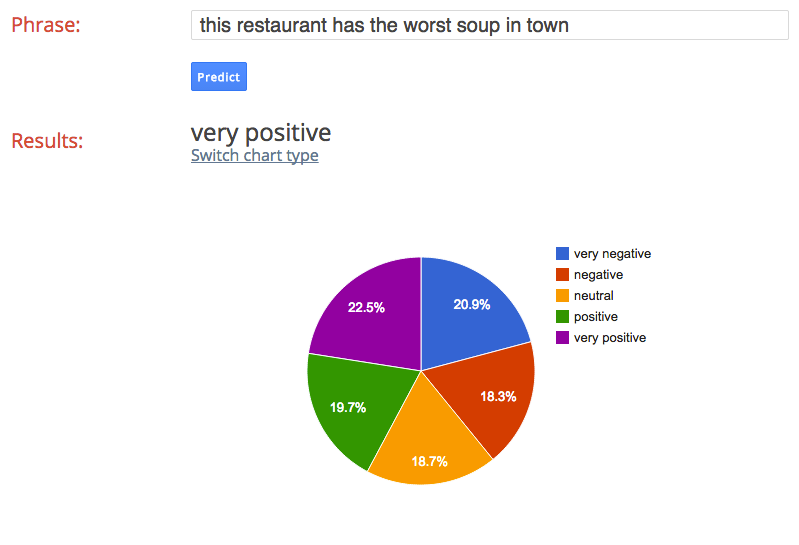 Phrase: this restaurant has the worst soup in town
Predict
Results: very positive
Switch chart type
very negative
negative
neutral
positive
very positive
22.5%
20.9%
18.3%
19.7%
18.7%